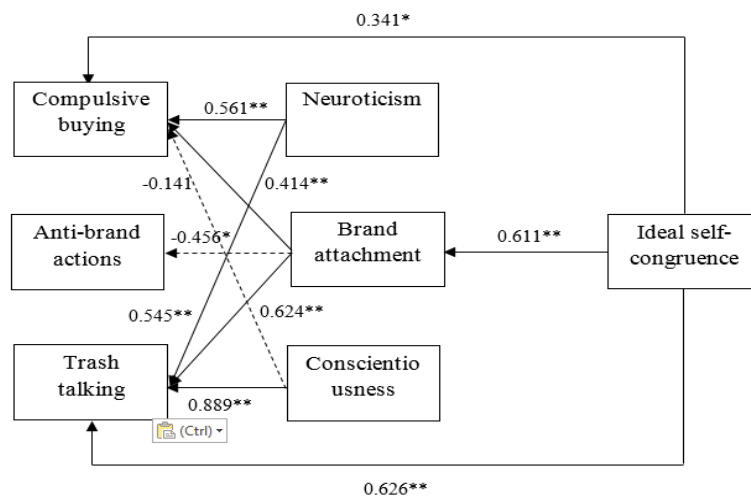 0.341*
Compulsive
buying
0.561**
Neuroticism
-0.141
0.414**
Anti-brand
actions
-0.456*
Brand
attachment
0.611**
Ideal self-
congruence
0.545**
0.624**
Trash
talking
Conscientio
usness
0.889**
(Ctrl)
0.626**